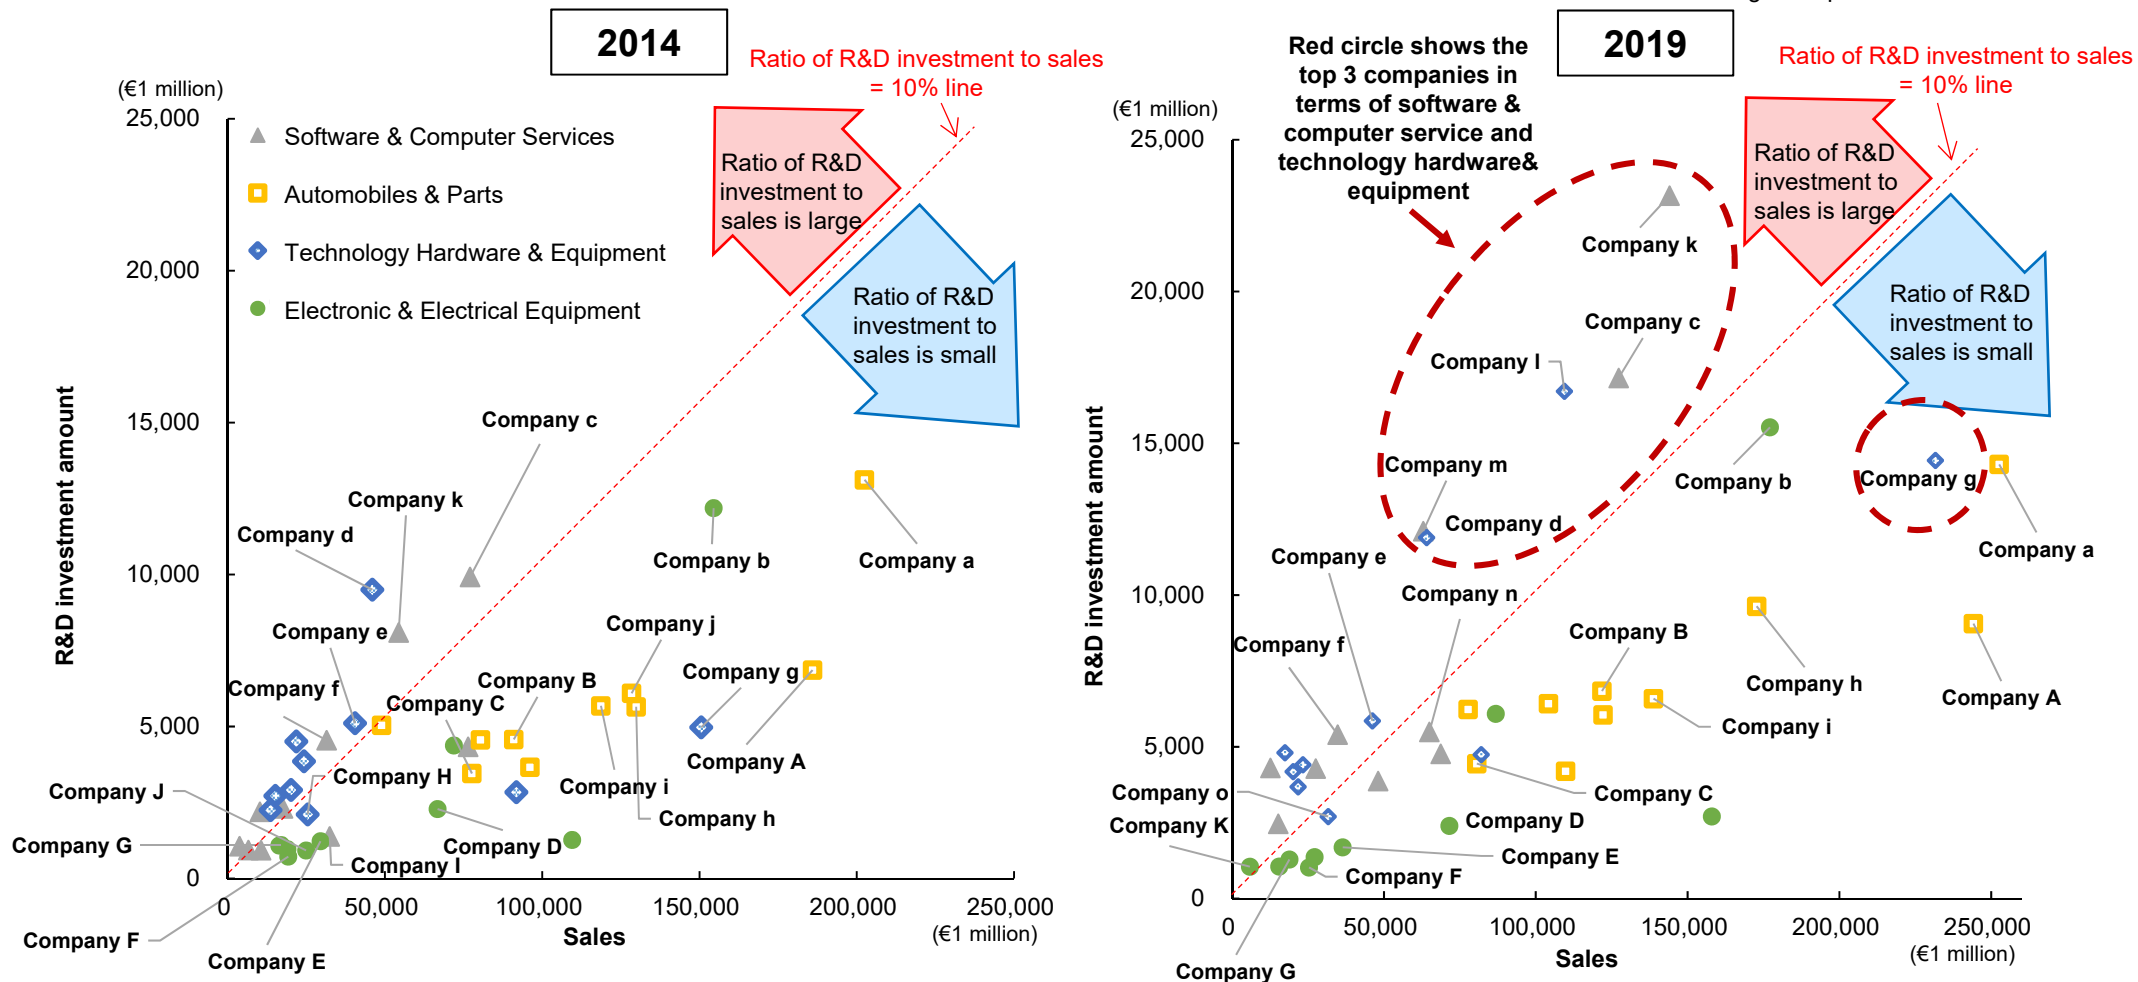 2014
Ratio of R&D investment to sales
= 10% line
(€1 million)
25,000
20,000
15,000
10,000
5,000
0
R&D investment amount
Software & Computer Services
Automobiles & Parts
Technology Hardware & Equipment
Electronic & Electrical Equipment
Ratio of R&D
investment to
sales is large
Ratio of R&D
investment to
sales is small
Company c
Company k
Company d
Company b
Company a
Company e
Company j
Company f
Company C
Company B
Company g
Company A
Company H
Company i
Company J
Company h
Company G
Company D
Company I
Company F
Company E
0
50,000
100,000
150,000
200,000
250,000
Sales
(€1 million)
2019
Red circle shows the
top 3 companies in
terms of software &
computer service and
technology hardware&
equipment
Ratio of R&D investment to sales
= 10% line
(€1 million)
25,000
20,000
15,000
10,000
5,000
0
R&D investment amount
Ratio of R&D
investment to
sales is large
Ratio of R&D
investment to
sales is small
Company k
Company c
Company l
Company m
Company b
Company g
Company d
Company a
Company e
Company n
Company f
Company B
Company h
Company A
Company i
Company o
Company C
Company K
Company D
Company E
Company F
Company G
0
50,000
100,000
150,000
200,000
250,000
Sales
(€1 million)